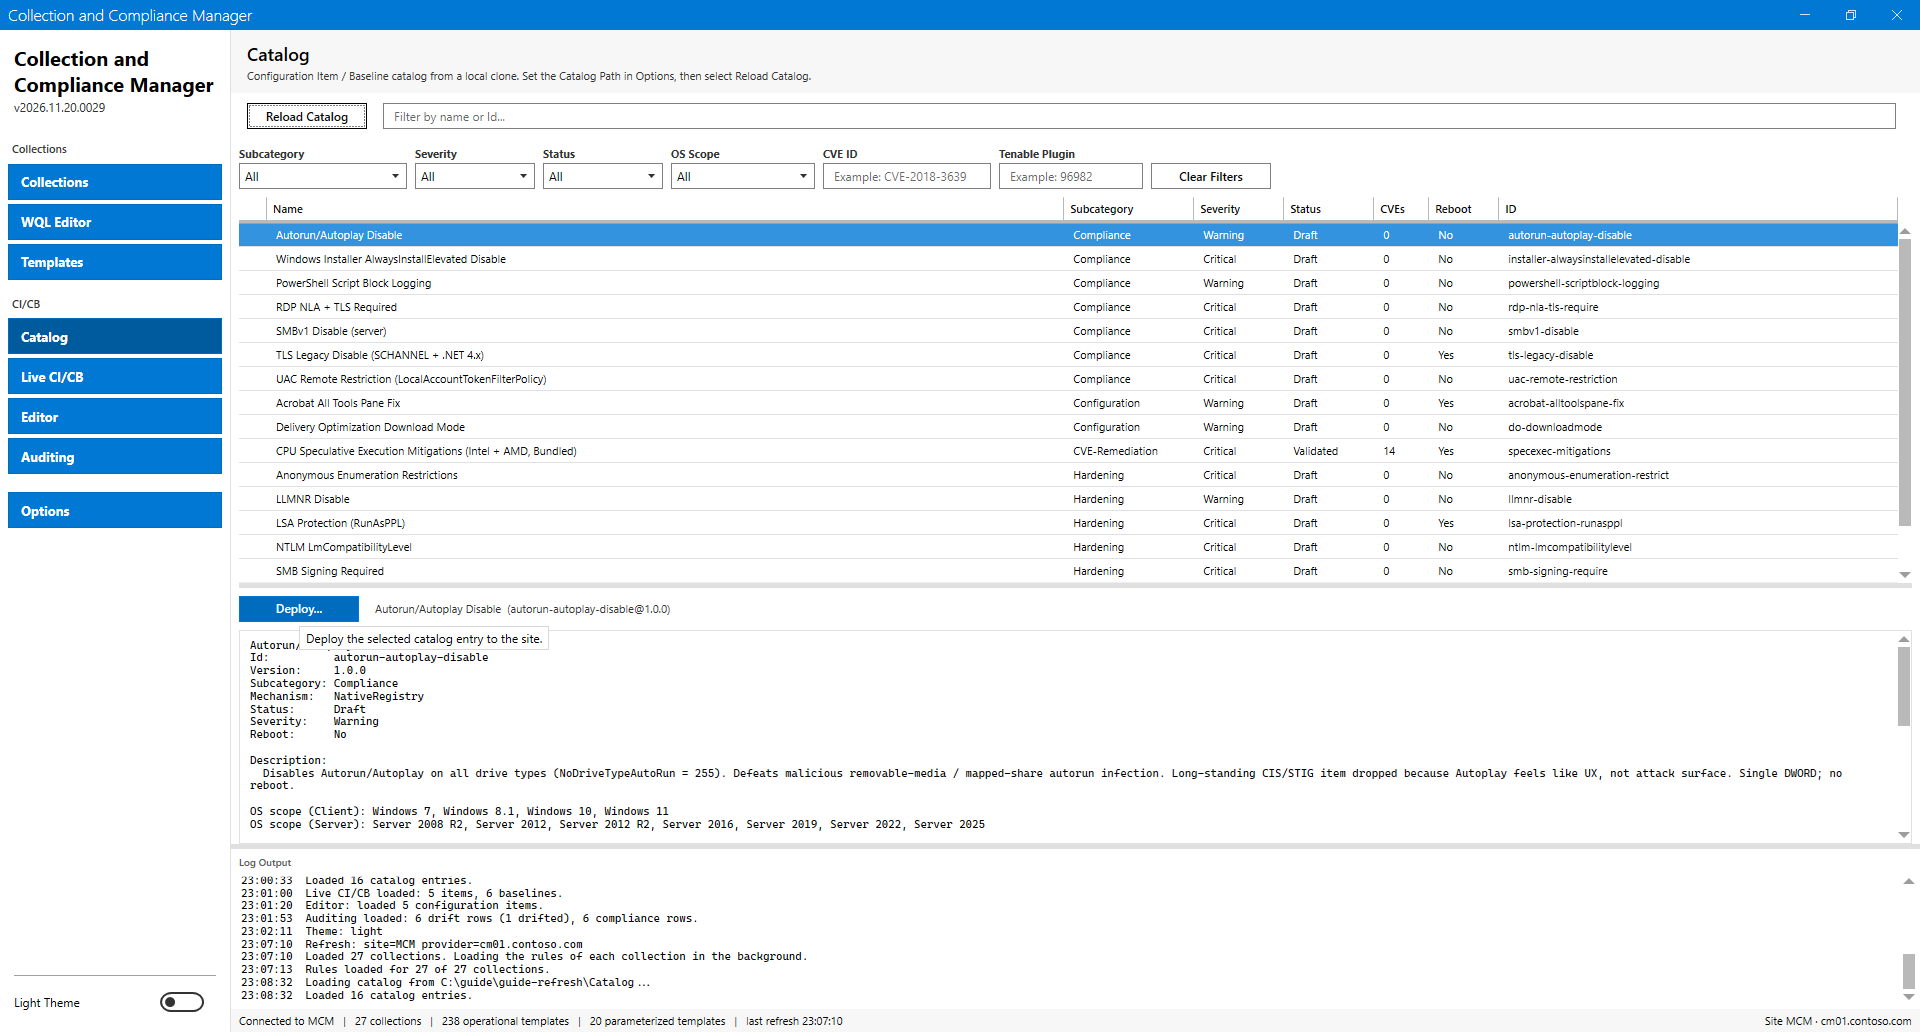 Collection and Compliance Manager
Collection and
Compliance Manager
v2026.11.20.0029
Collections
Collections
WQL Editor
Templates
CI/CB
Catalog
Live CI/CB
Editor
Auditing
Options
Light Theme
Catalog
Configuration Item / Baseline catalog from a local clone. Set the Catalog Path in Options, then select Reload Catalog.
Reload Catalog
Filter by name or Id...
Subcategory Severity Status OS Scope CVE ID Tenable Plugin
All All All All Example: CVE-2018-3639 Example: 96982 Clear Filters
Name Subcategory Severity Status CVEs Reboot ID
Autorun/Autoplay Disable Compliance Warning Draft 0 No autorun-autoplay-disable
Windows Installer AlwaysInstallElevated Disable Compliance Critical Draft 0 No installer-alwaysinstallelevated-disable
PowerShell Script Block Logging Compliance Warning Draft 0 No powershell-scriptblock-logging
RDP NLA + TLS Required Compliance Critical Draft 0 No rdp-nla-tls-require
SMBv1 Disable (server) Compliance Critical Draft 0 No smbv1-disable
TLS Legacy Disable (SCHANNEL + .NET 4.x) Compliance Critical Draft 0 Yes tls-legacy-disable
UAC Remote Restriction (LocalAccountTokenFilterPolicy) Compliance Critical Draft 0 No uac-remote-restriction
Acrobat All Tools Pane Fix Configuration Warning Draft 0 Yes acrobat-alltoolspane-fix
Delivery Optimization Download Mode Configuration Warning Draft 0 No do-downloadmode
CPU Speculative Execution Mitigations (Intel + AMD, Bundled) CVE-Remediation Critical Validated 14 Yes specexec-mitigations
Anonymous Enumeration Restrictions Hardening Critical Draft 0 No anonymous-enumeration-restrict
LLMNR Disable Hardening Warning Draft 0 No llmnr-disable
LSA Protection (RunAsPPL) Hardening Critical Draft 0 Yes lsa-protection-runasppl
NTLM LmCompatibilityLevel Hardening Critical Draft 0 No ntlm-lmcompatibilitylevel
SMB Signing Required Hardening Critical Draft 0 No smb-signing-require
Deploy... Autorun/Autoplay Disable (autorun-autoplay-disable@1.0.0)
Deploy the selected catalog entry to the site.
Autorun/
Id: autorun-autoplay-disable
Version: 1.0.0
Subcategory: Compliance
Mechanism: NativeRegistry
Status: Draft
Severity: Warning
Reboot: No
Description:
Disables Autorun/Autoplay on all drive types (NoDriveTypeAutoRun = 255). Defeats malicious removable-media / mapped-share autorun infection. Long-standing CIS/STIG item dropped because Autoplay feels like UX, not attack surface. Single DWORD; no
reboot.
OS scope (Client): Windows 7, Windows 8.1, Windows 10, Windows 11
OS scope (Server): Server 2008 R2, Server 2012, Server 2012 R2, Server 2016, Server 2019, Server 2022, Server 2025
Log Output
23:00:33 Loaded 16 catalog entries.
23:01:00 Live CI/CB loaded: 5 items, 6 baselines.
23:01:20 Editor: loaded 5 configuration items.
23:01:53 Auditing loaded: 6 drift rows (1 drifted), 6 compliance rows.
23:02:11 Theme: light
23:07:10 Refresh: site=MCM provider=cm01.contoso.com
23:07:10 Loaded 27 collections. Loading the rules of each collection in the background.
23:07:13 Rules loaded for 27 of 27 collections.
23:08:32 Loading catalog from C:\guide\guide-refresh\Catalog ...
23:08:32 Loaded 16 catalog entries.
Connected to MCM | 27 collections | 238 operational templates | 20 parameterized templates | last refresh 23:07:10
Site MCM · cm01.contoso.com